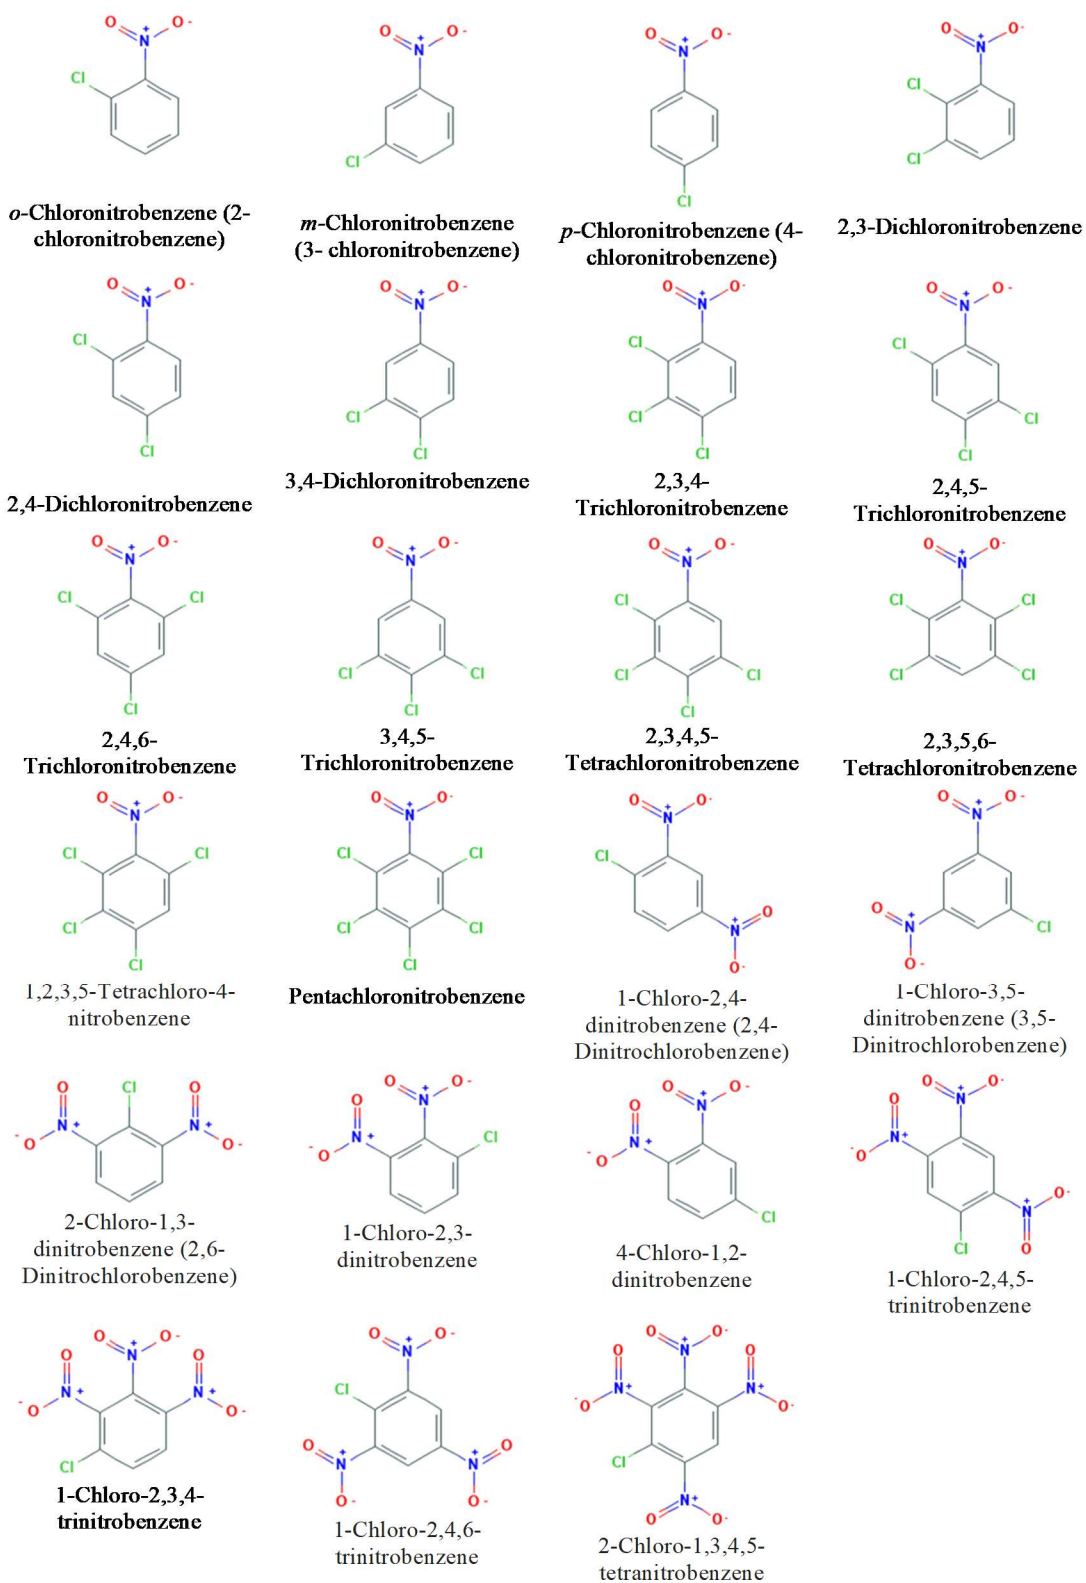 o-Chloronitrobenzene (2-
chloronitrobenzene)
m-Chloronitrobenzene
(3- chloronitrobenzene)
p-Chloronitrobenzene (4-
chloronitrobenzene)
2,3-Dichloronitrobenzene
2,4-Dichloronitrobenzene
3,4-Dichloronitrobenzene
2,3,4-
Trichloronitrobenzene
2,4,5-
Trichloronitrobenzene
2,4,6-
Trichloronitrobenzene
3,4,5-
Trichloronitrobenzene
2,3,4,5-
Tetrachloronitrobenzene
2,3,5,6-
Tetrachloronitrobenzene
1,2,3,5-Tetrachloro-4-
nitrobenzene
Pentachloronitrobenzene
1-Chloro-2,4-
dinitrobenzene (2,4-
Dinitrochlorobenzene)
1-Chloro-3,5-
dinitrobenzene (3,5-
Dinitrochlorobenzene)
2-Chloro-1,3-
dinitrobenzene (2,6-
Dinitrochlorobenzene)
1-Chloro-2,3-
dinitrobenzene
4-Chloro-1,2-
dinitrobenzene
1-Chloro-2,4,5-
trinitrobenzene
1-Chloro-2,3,4-
trinitrobenzene
1-Chloro-2,4,6-
trinitrobenzene
2-Chloro-1,3,4,5-
tetranitrobenzene